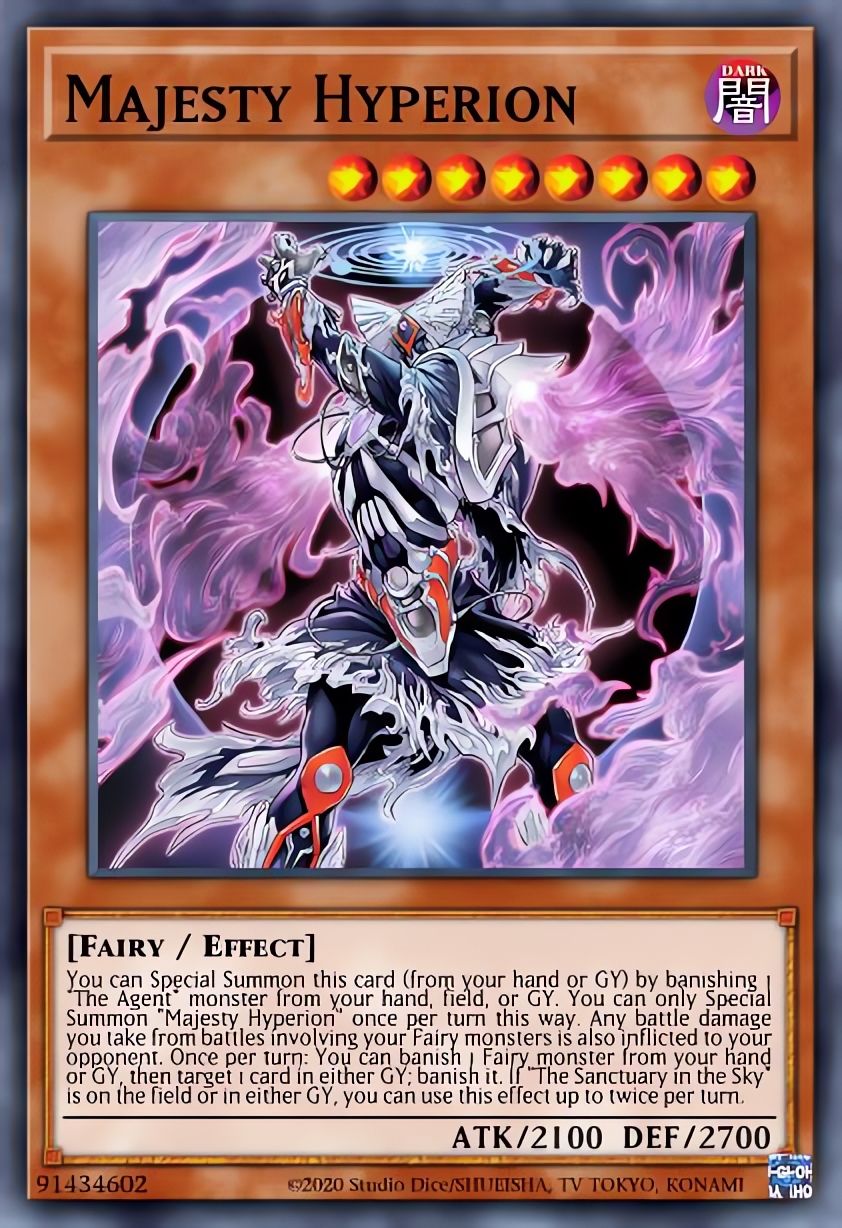 Majesty Hyperion
DARK
闇
[Fairy / Effect]
You can Special Summon this card (from your hand or GY) by banishing 1
"The Agent" monster from your hand, field, or GY. You can only Special
Summon "Majesty Hyperion" once per turn this way. Any battle damage
you take from battles involving your Fairy monsters is also inflicted to your
opponent. Once per turn: You can banish 1 Fairy monster from your hand
or GY, then target 1 card in either GY; banish it. If "The Sanctuary in the Sky"
is on the field or in either GY, you can use this effect up to twice per turn.
ATK/2100 DEF/2700
91434602 ©2020 Studio Dice/SHUEISHA, TV TOKYO, KONAMI